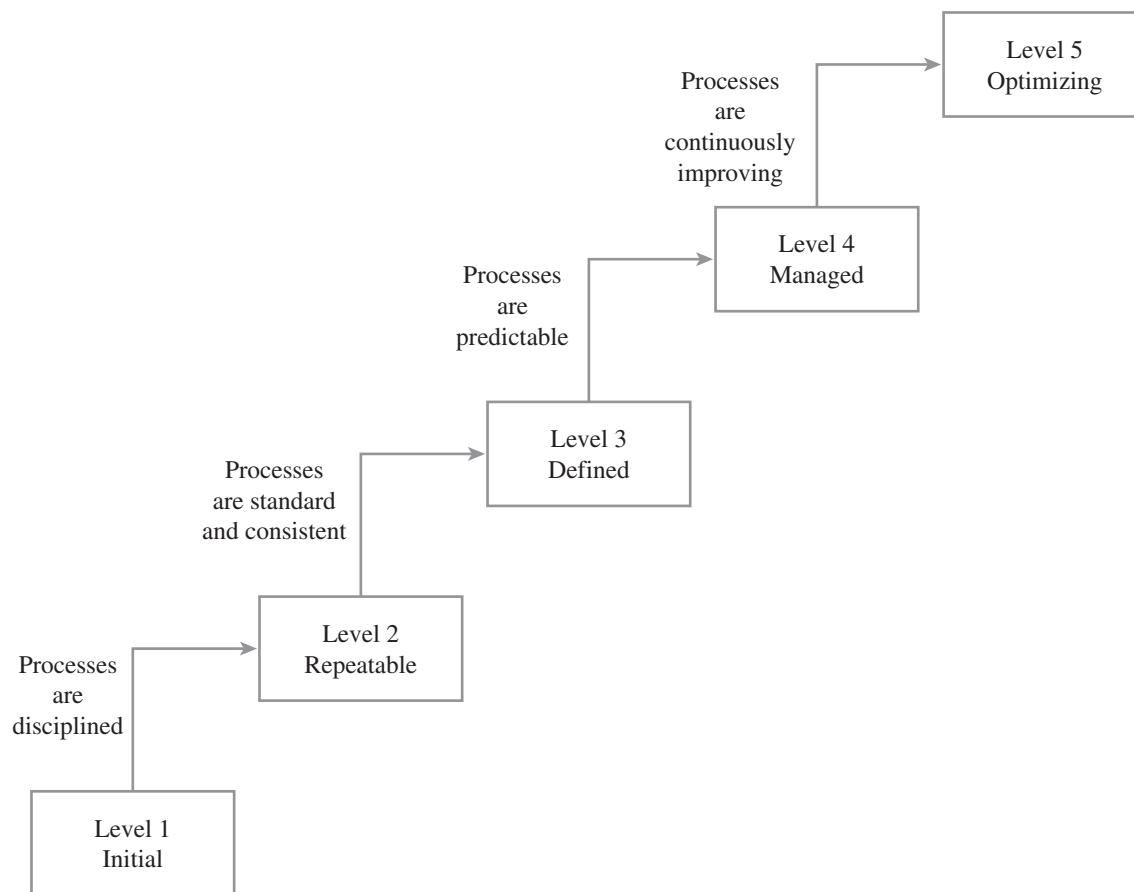 Level 5
Optimizing
Processes
are
continuously
improving
Level 4
Managed
Processes
are
predictable
Level 3
Defined
Processes
are standard
and consistent
Level 2
Repeatable
Processes
are
disciplined
Level 1
Initial